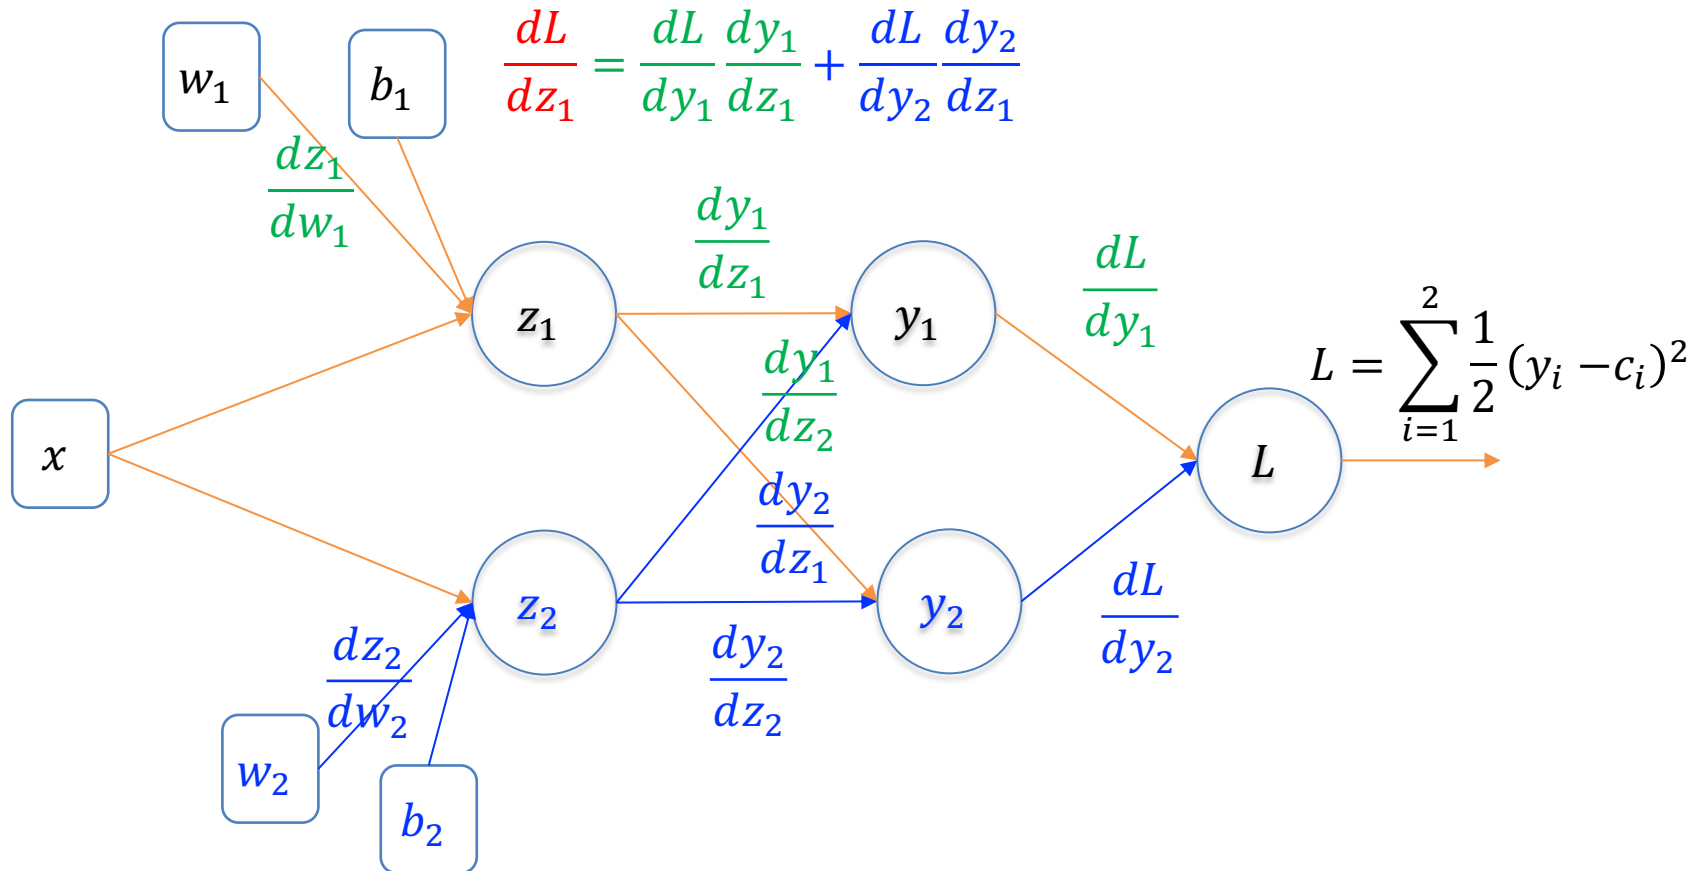 w₁
b₁
dL/dz₁ = dL/dy₁ dy₁/dz₁ + dL/dy₂ dy₂/dz₁
dz₁/dw₁
dy₁/dz₁
z₁
y₁
dL/dy₁
L = ∑_{i=1}^{2} 1/2 (y_i − c_i)²
dy₁/dz₂
x
L
dy₂/dz₁
z₂
y₂
dL/dy₂
dz₂/dw₂
dy₂/dz₂
w₂
b₂